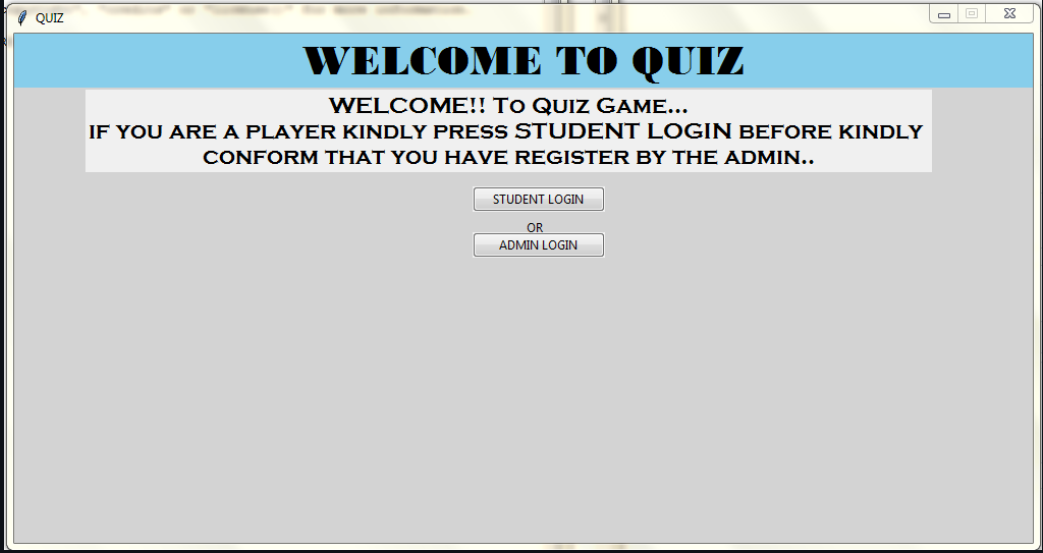 QUIZ
WELCOME TO QUIZ
WELCOME!! To Quiz Game...
IF YOU ARE A PLAYER KINDLY PRESS STUDENT LOGIN BEFORE KINDLY
CONFORM THAT YOU HAVE REGISTER BY THE ADMIN..
STUDENT LOGIN
OR
ADMIN LOGIN